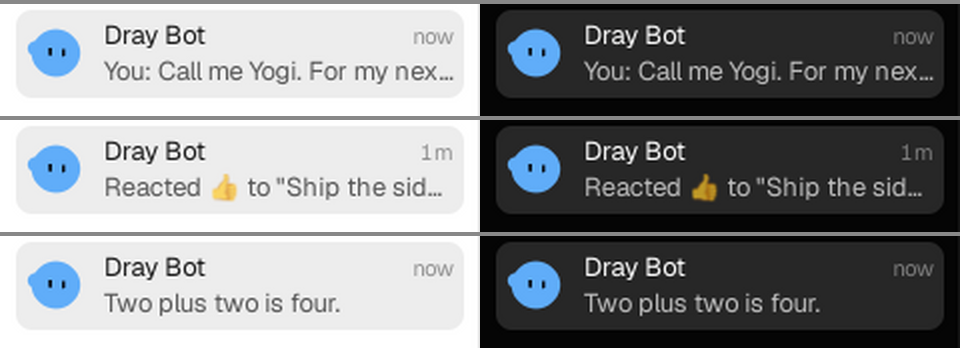 Dray Bot now
You: Call me Yogi. For my nex...
Dray Bot now
You: Call me Yogi. For my nex...
Dray Bot 1m
Reacted 👍 to "Ship the sid...
Dray Bot 1m
Reacted 👍 to "Ship the sid...
Dray Bot now
Two plus two is four.
Dray Bot now
Two plus two is four.